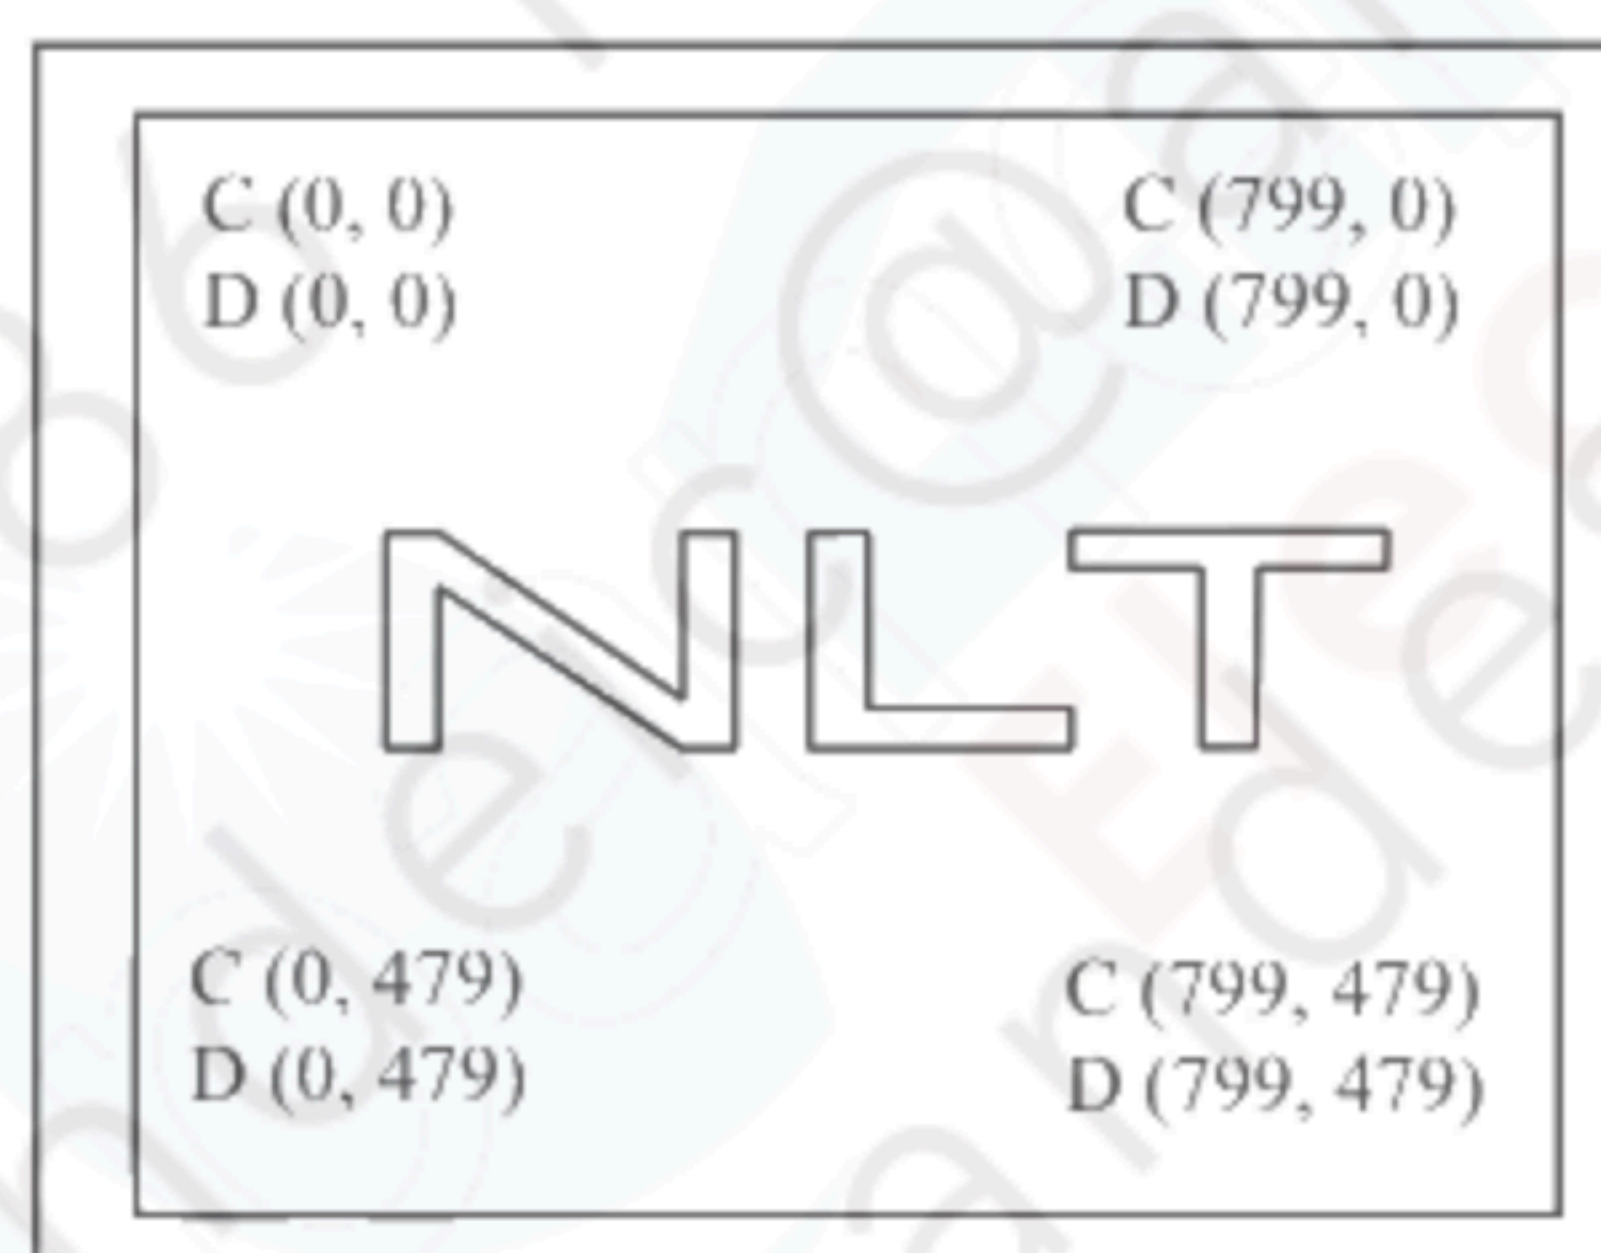 C (0, 0)
D (0, 0)
C (799, 0)
D (799, 0)
NLT
C (0, 479)
D (0, 479)
C (799, 479)
D (799, 479)